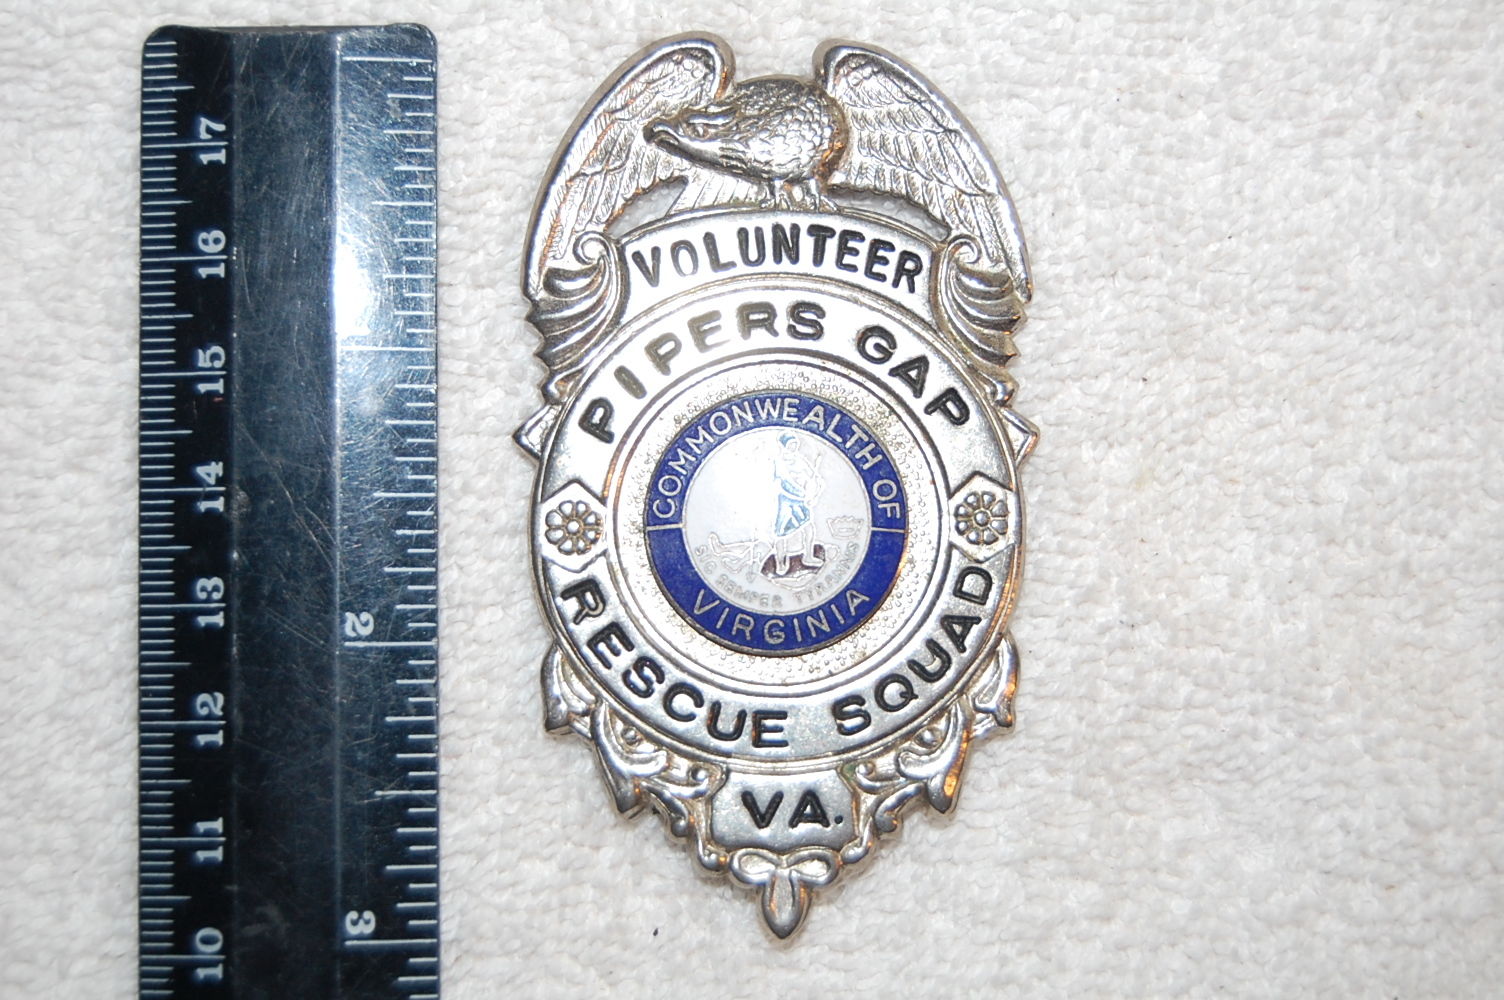 VOLUNTEER
PIPERS GAP
COMMONWEALTH OF
SIC SEMPER TYRANNIS
VIRGINIA
RESCUE SQUAD
VA.
17
16
15
14
13
12
11
10
1
2
3